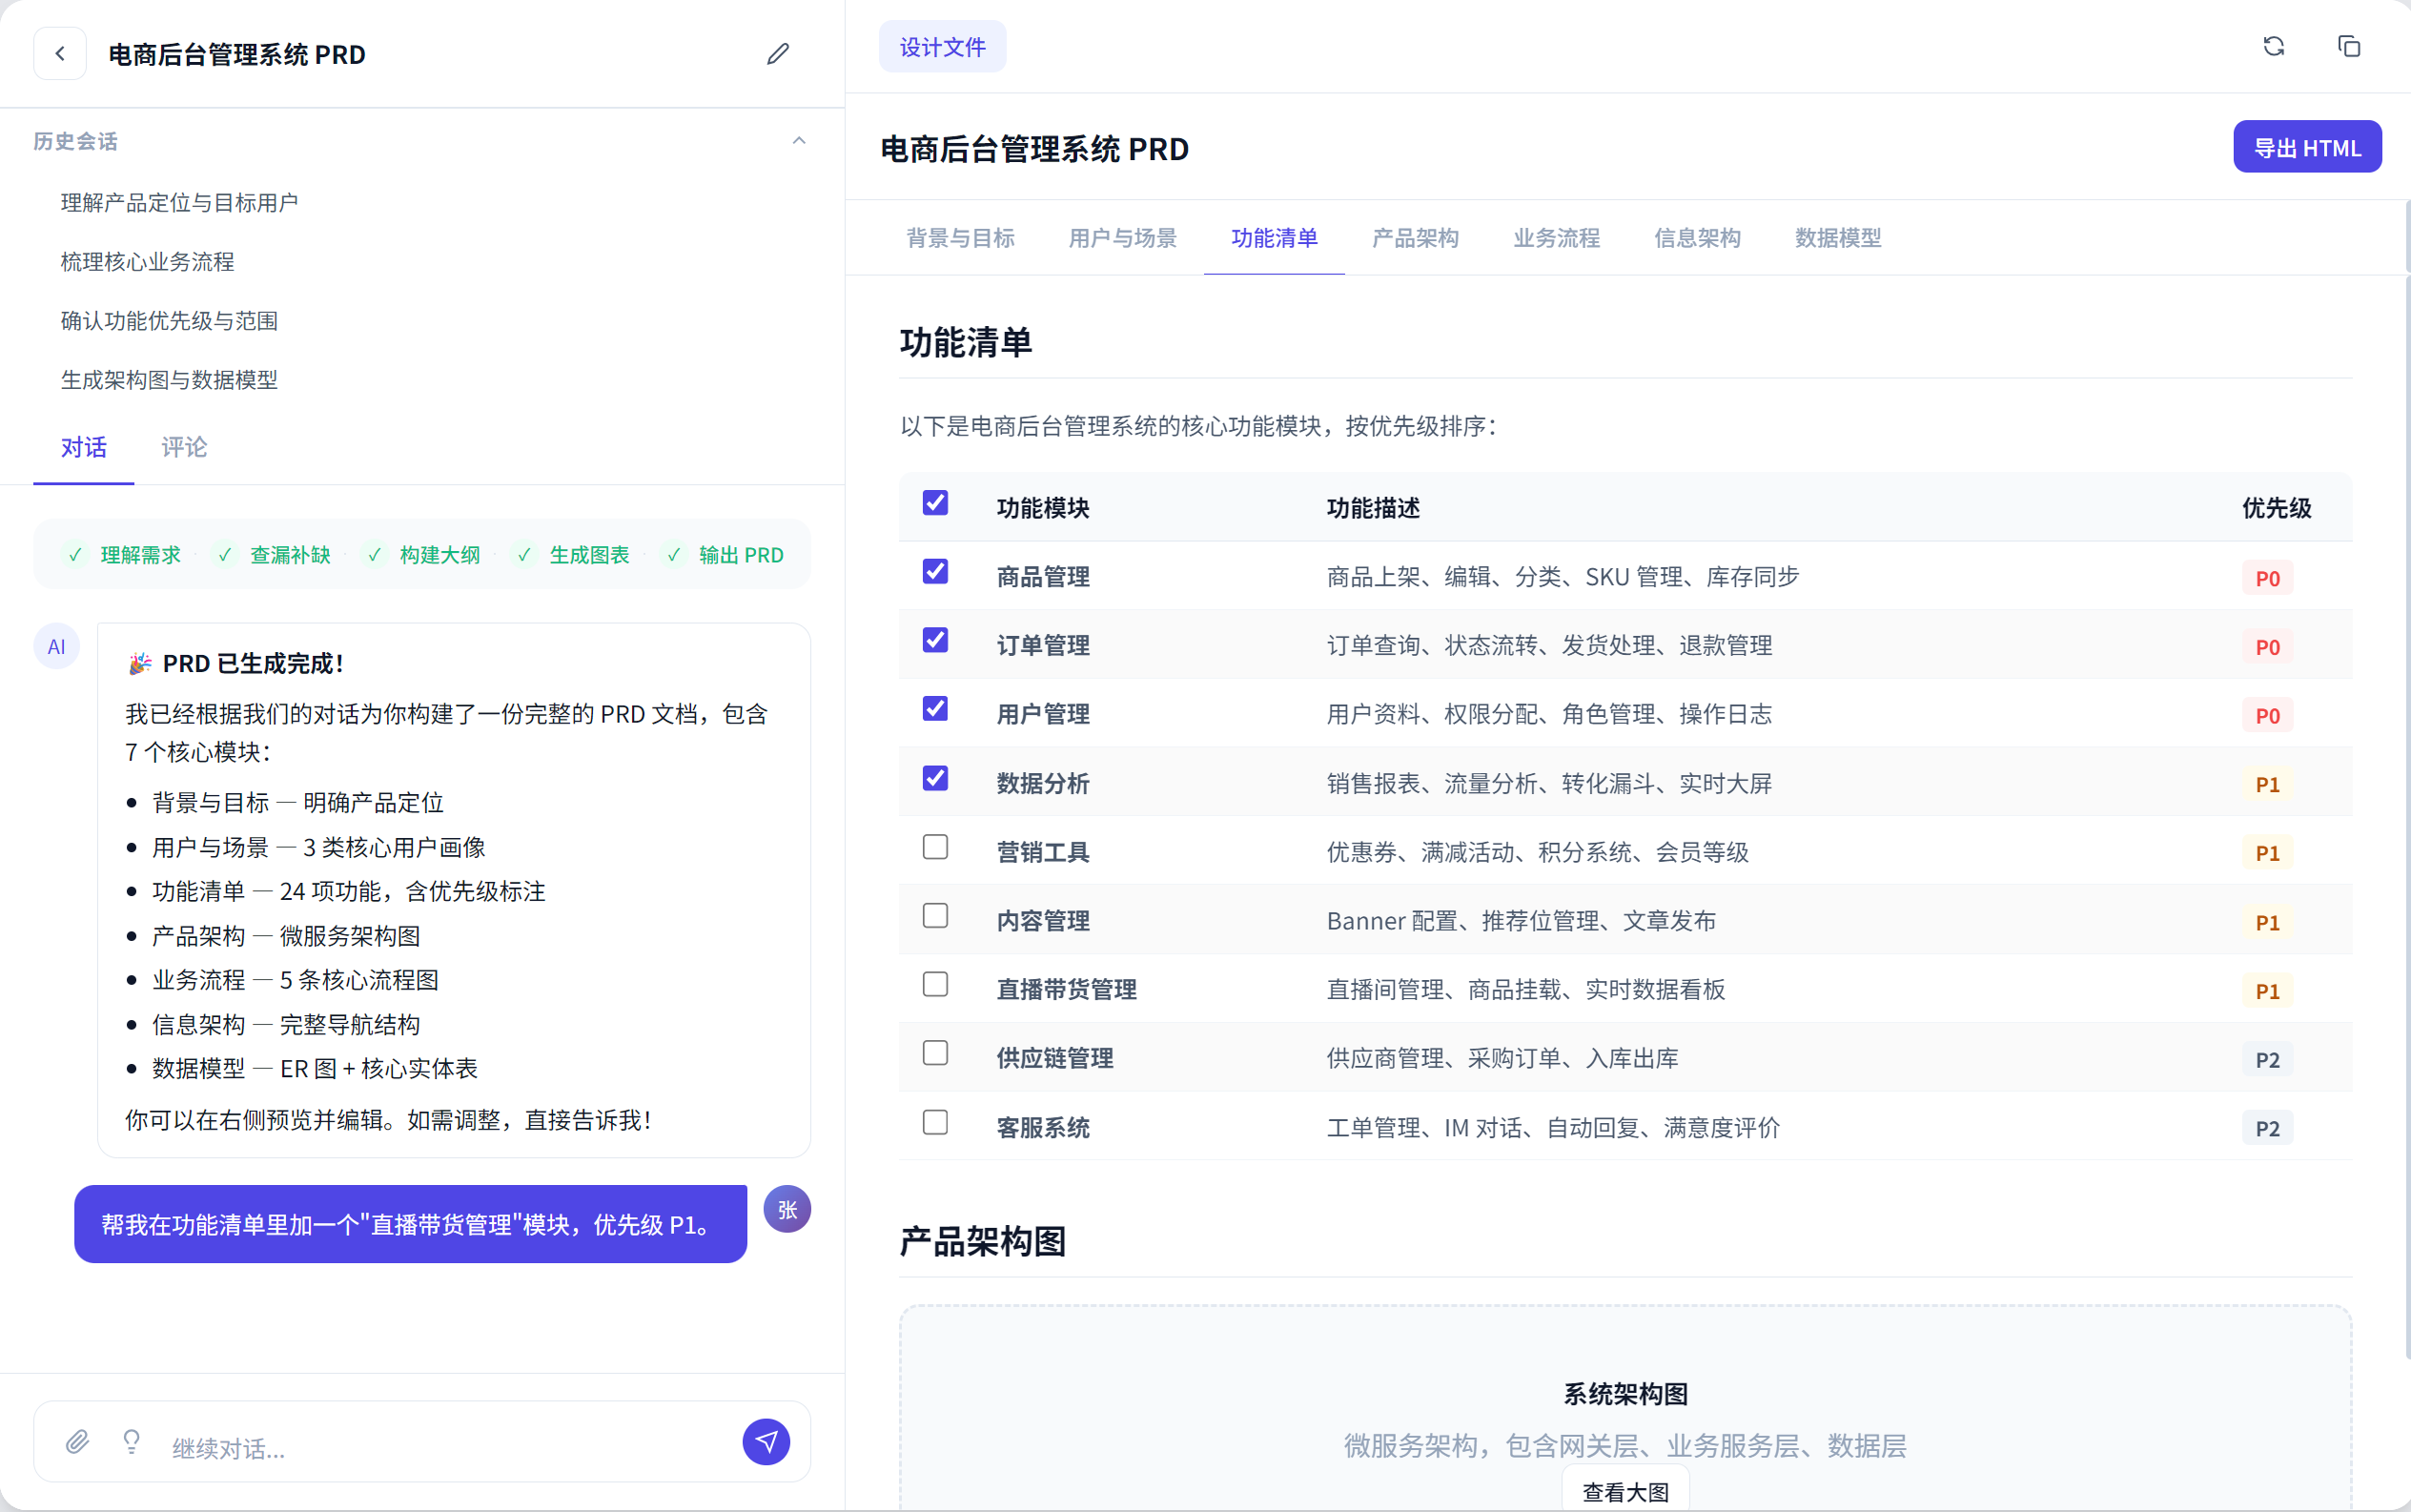 电商后台管理系统 PRD
历史会话
理解产品定位与目标用户
梳理核心业务流程
确认功能优先级与范围
生成架构图与数据模型
对话 评论
✓ 理解需求 · ✓ 查漏补缺 · ✓ 构建大纲 · ✓ 生成图表 · ✓ 输出 PRD
AI
🎉 PRD 已生成完成！
我已经根据我们的对话为你构建了一份完整的 PRD 文档，包含
7 个核心模块：
• 背景与目标 — 明确产品定位
• 用户与场景 — 3 类核心用户画像
• 功能清单 — 24 项功能，含优先级标注
• 产品架构 — 微服务架构图
• 业务流程 — 5 条核心流程图
• 信息架构 — 完整导航结构
• 数据模型 — ER 图 + 核心实体表
你可以在右侧预览并编辑。如需调整，直接告诉我！
帮我在功能清单里加一个"直播带货管理"模块，优先级 P1。
张
继续对话...
设计文件
电商后台管理系统 PRD
导出 HTML
背景与目标 用户与场景 功能清单 产品架构 业务流程 信息架构 数据模型
功能清单
以下是电商后台管理系统的核心功能模块，按优先级排序：
功能模块 功能描述 优先级
商品管理 商品上架、编辑、分类、SKU 管理、库存同步 P0
订单管理 订单查询、状态流转、发货处理、退款管理 P0
用户管理 用户资料、权限分配、角色管理、操作日志 P0
数据分析 销售报表、流量分析、转化漏斗、实时大屏 P1
营销工具 优惠券、满减活动、积分系统、会员等级 P1
内容管理 Banner 配置、推荐位管理、文章发布 P1
直播带货管理 直播间管理、商品挂载、实时数据看板 P1
供应链管理 供应商管理、采购订单、入库出库 P2
客服系统 工单管理、IM 对话、自动回复、满意度评价 P2
产品架构图
系统架构图
微服务架构，包含网关层、业务服务层、数据层
查看大图